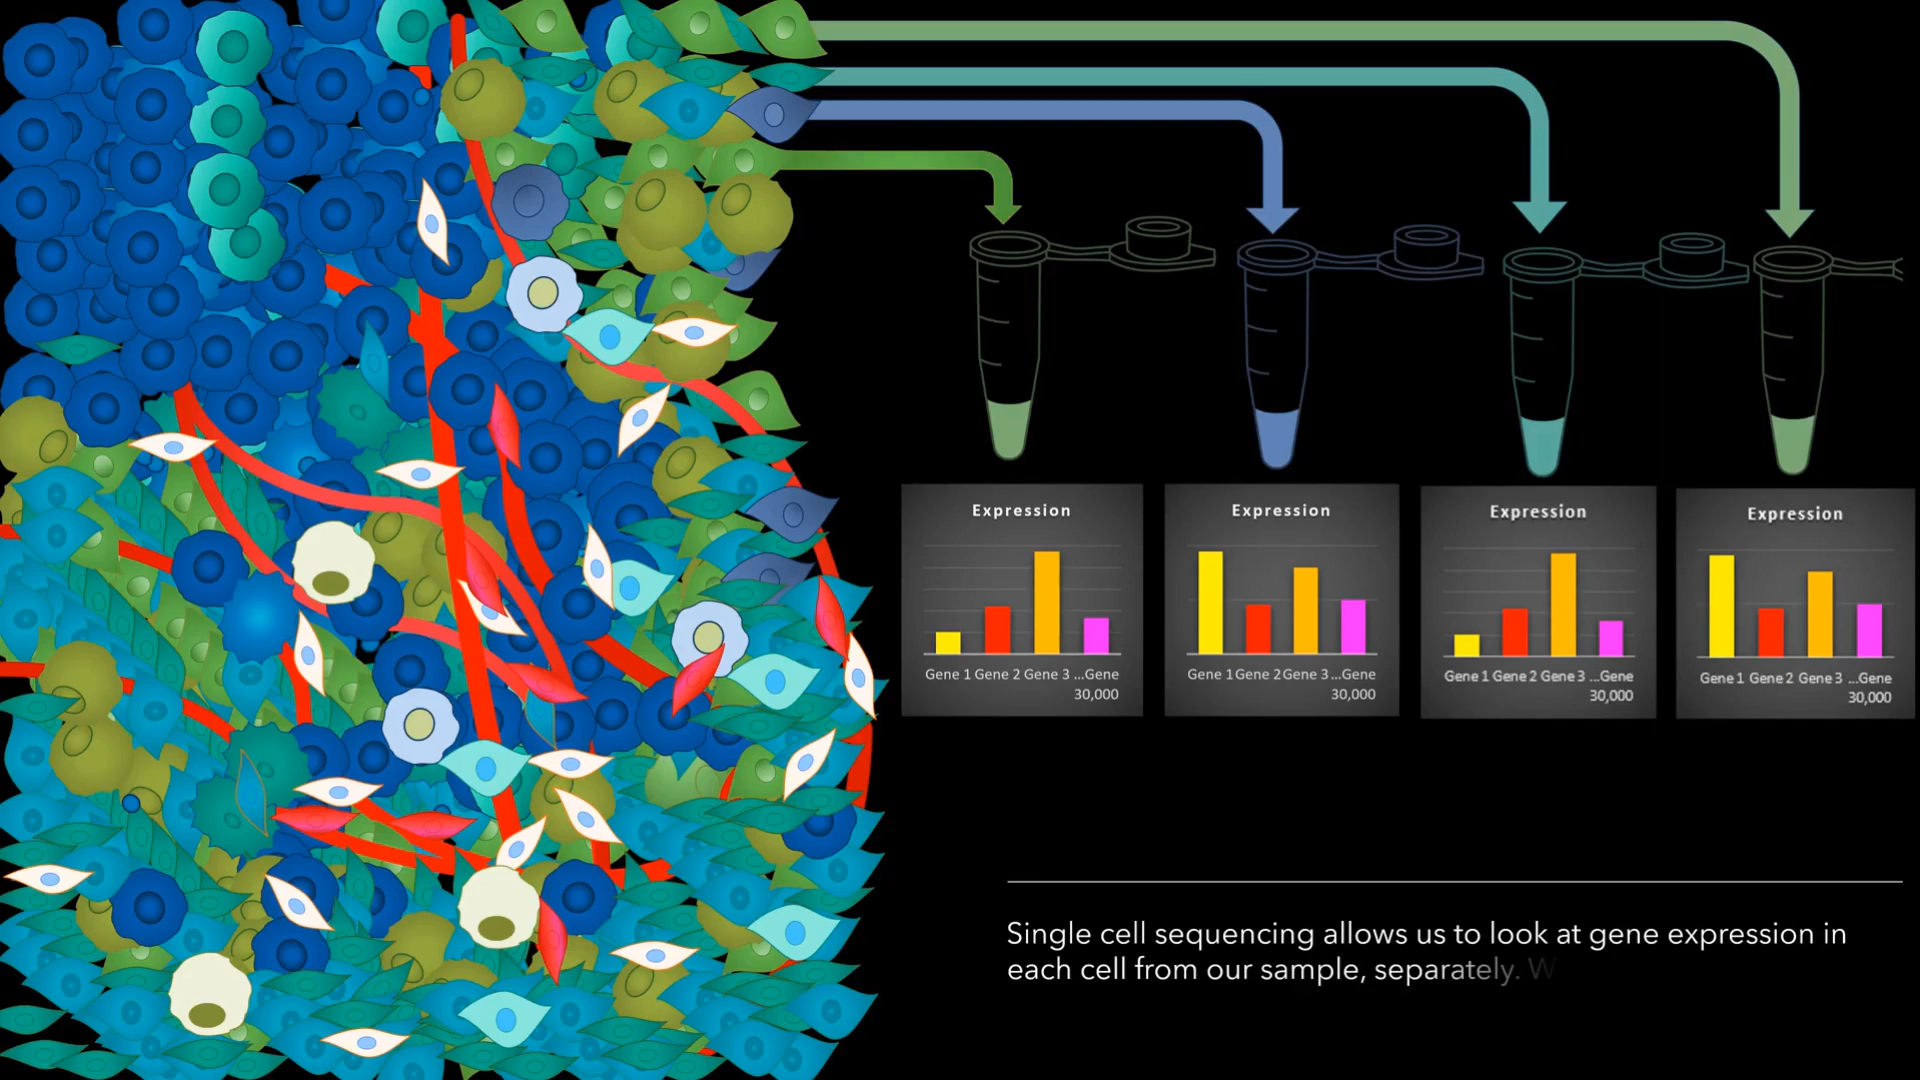 Expression
Gene 1 Gene 2 Gene 3 ...Gene
30,000
Expression
Gene 1 Gene 2 Gene 3 ...Gene
30,000
Expression
Gene 1 Gene 2 Gene 3 ...Gene
30,000
Expression
Gene 1 Gene 2 Gene 3 ...Gene
30,000
Single cell sequencing allows us to look at gene expression in
each cell from our sample, separately. W